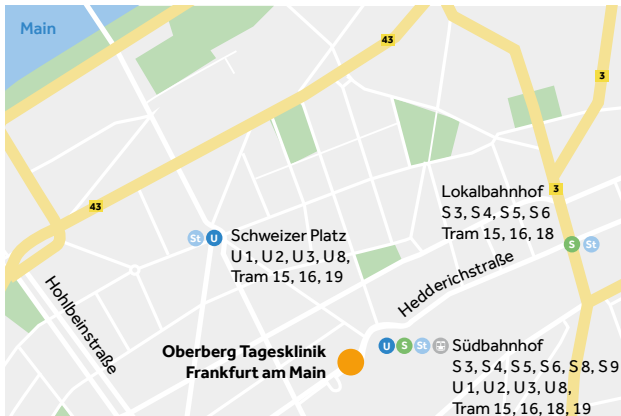 Main
43
3
43
Lokalbahnhof
S 3, S 4, S 5, S 6
Tram 15, 16, 18
3
S St
St U
Schweizer Platz
U 1, U 2, U 3, U 8,
Tram 15, 16, 19
Hohlbeinstraße
Hedderichstraße
Oberberg Tagesklinik
Frankfurt am Main
U S St
Südbahnhof
S 3, S 4, S 5, S 6, S 8, S 9
U 1, U 2, U 3, U 8,
Tram 15, 16, 18, 19